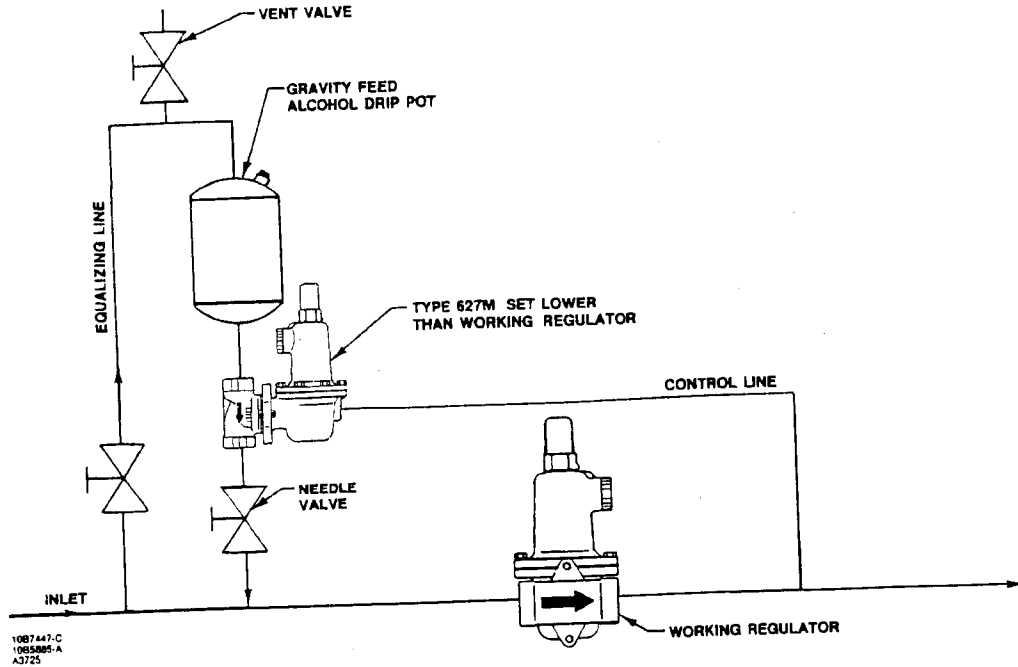 VENT VALVE
GRAVITY FEED
ALCOHOL DRIP POT
EQUALIZING LINE
TYPE 627M SET LOWER
THAN WORKING REGULATOR
CONTROL LINE
NEEDLE
VALVE
INLET
WORKING REGULATOR
10B7447-C
10B5885-A
A3725